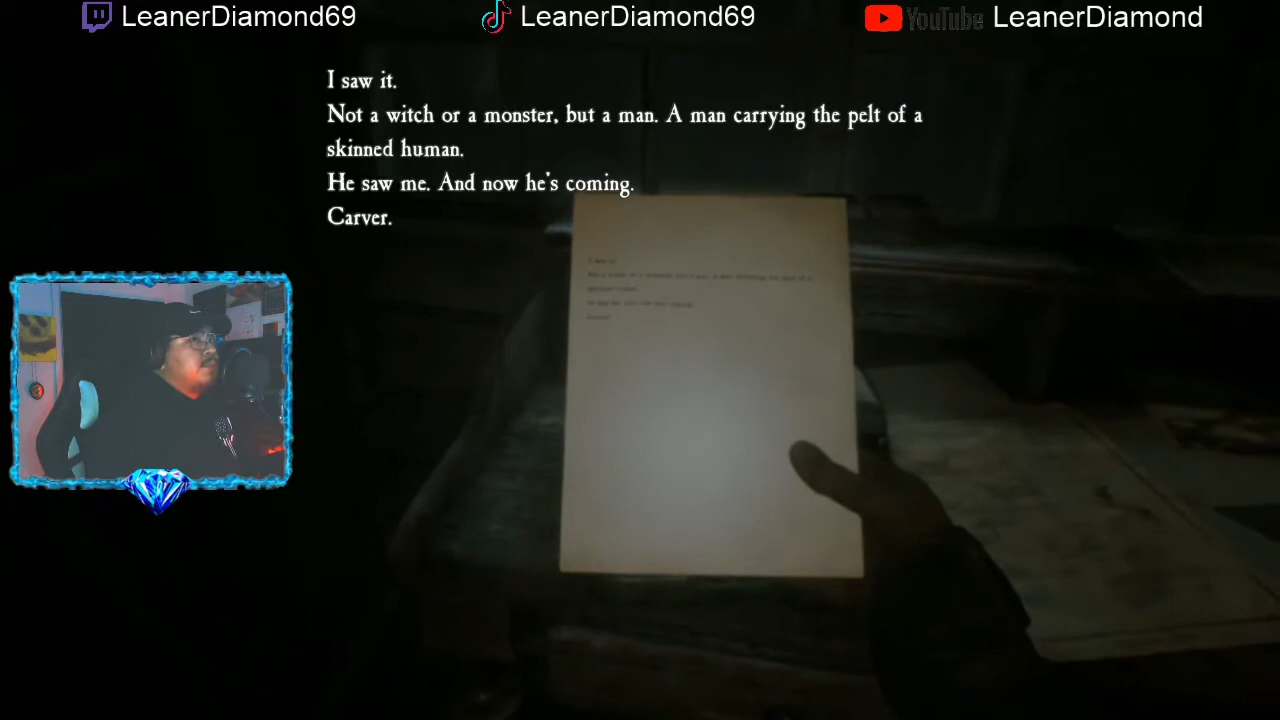 LeanerDiamond69
LeanerDiamond69
YouTube LeanerDiamond
I saw it.
Not a witch or a monster, but a man. A man carrying the pelt of a
skinned human.
He saw me. And now he's coming.
Carver.